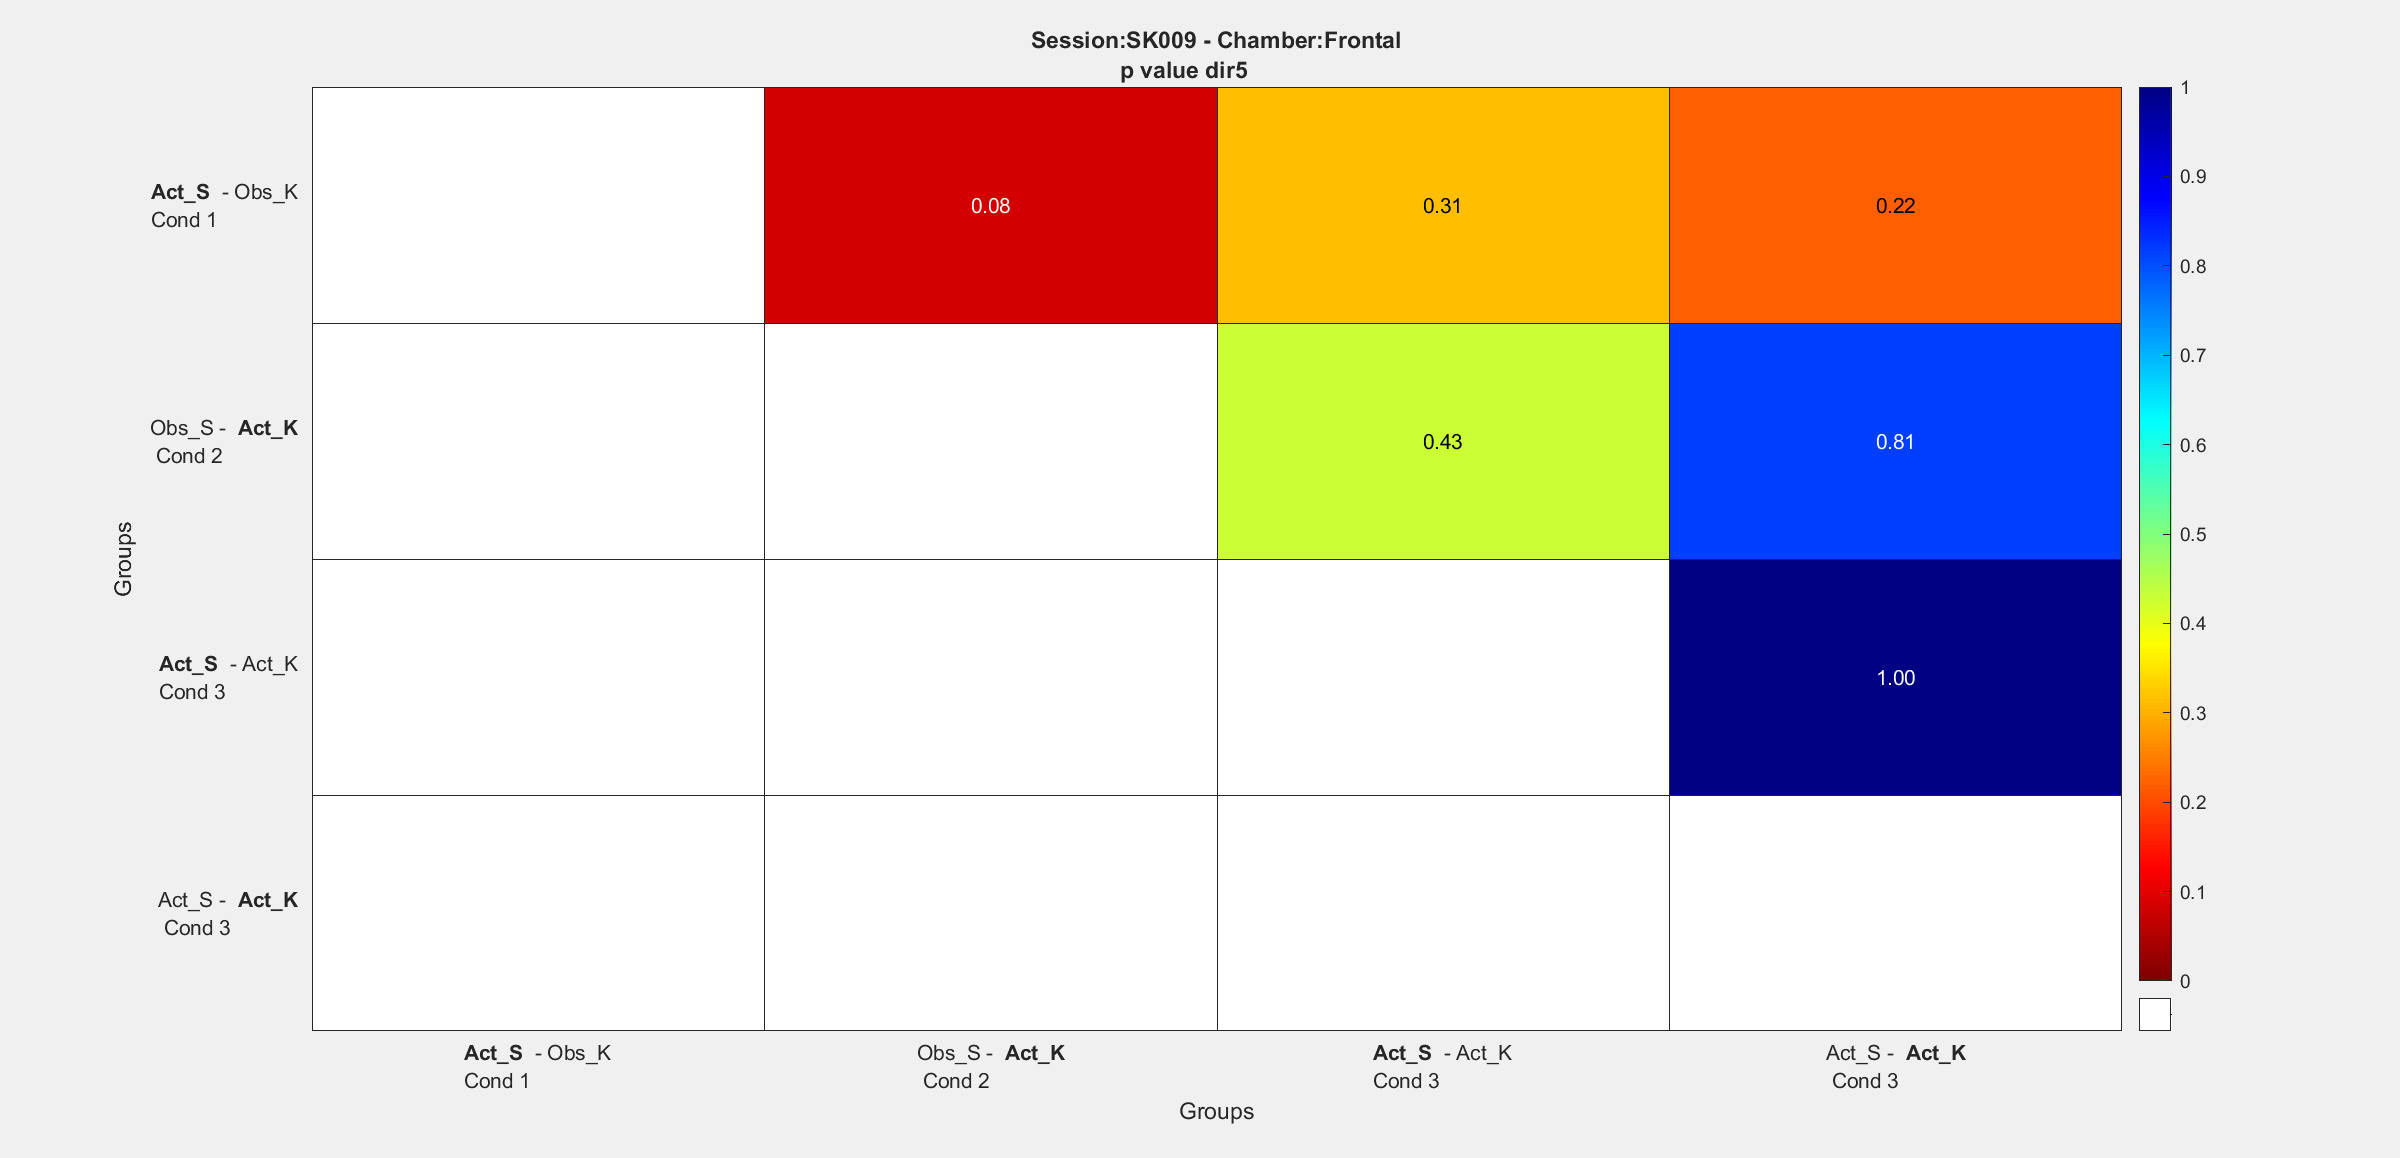 Session:SK009 - Chamber:Frontal
p value dir5
Act_S - Obs_K
Cond 1
0.08
0.31
0.22
Obs_S - Act_K
Cond 2
0.43
0.81
Act_S - Act_K
Cond 3
1.00
Act_S - Act_K
Cond 3
Groups
Act_S - Obs_K
Cond 1
Obs_S - Act_K
Cond 2
Act_S - Act_K
Cond 3
Act_S - Act_K
Cond 3
Groups
1
0.9
0.8
0.7
0.6
0.5
0.4
0.3
0.2
0.1
0